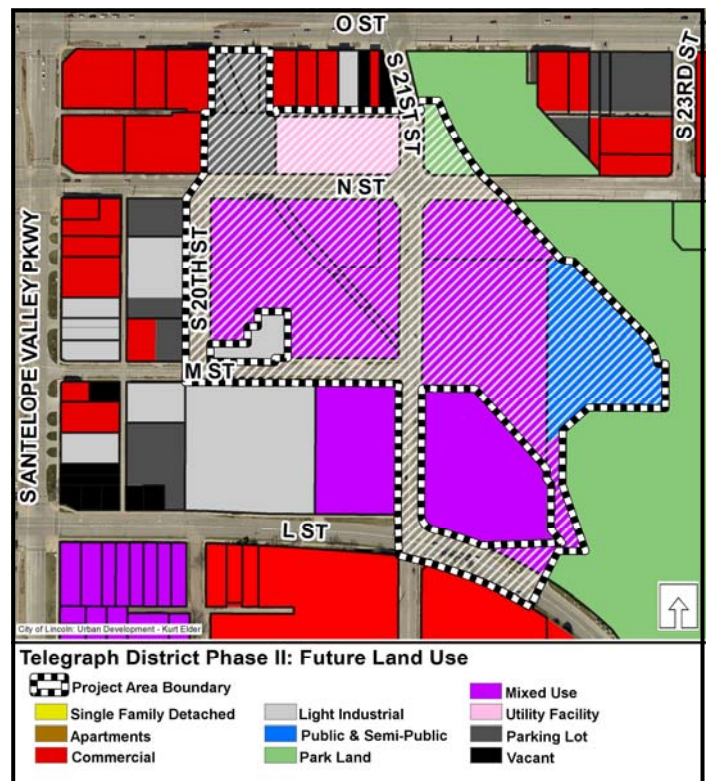 O ST
S 21ST ST
S 23RD ST
N ST
S ANTELOPE VALLEY PKWY
S 20TH ST
M ST
L ST
City of Lincoln: Urban Development - Kurt Elder
Telegraph District Phase II: Future Land Use
Project Area Boundary
Single Family Detached
Apartments
Commercial
Light Industrial
Public & Semi-Public
Park Land
Mixed Use
Utility Facility
Parking Lot
Vacant